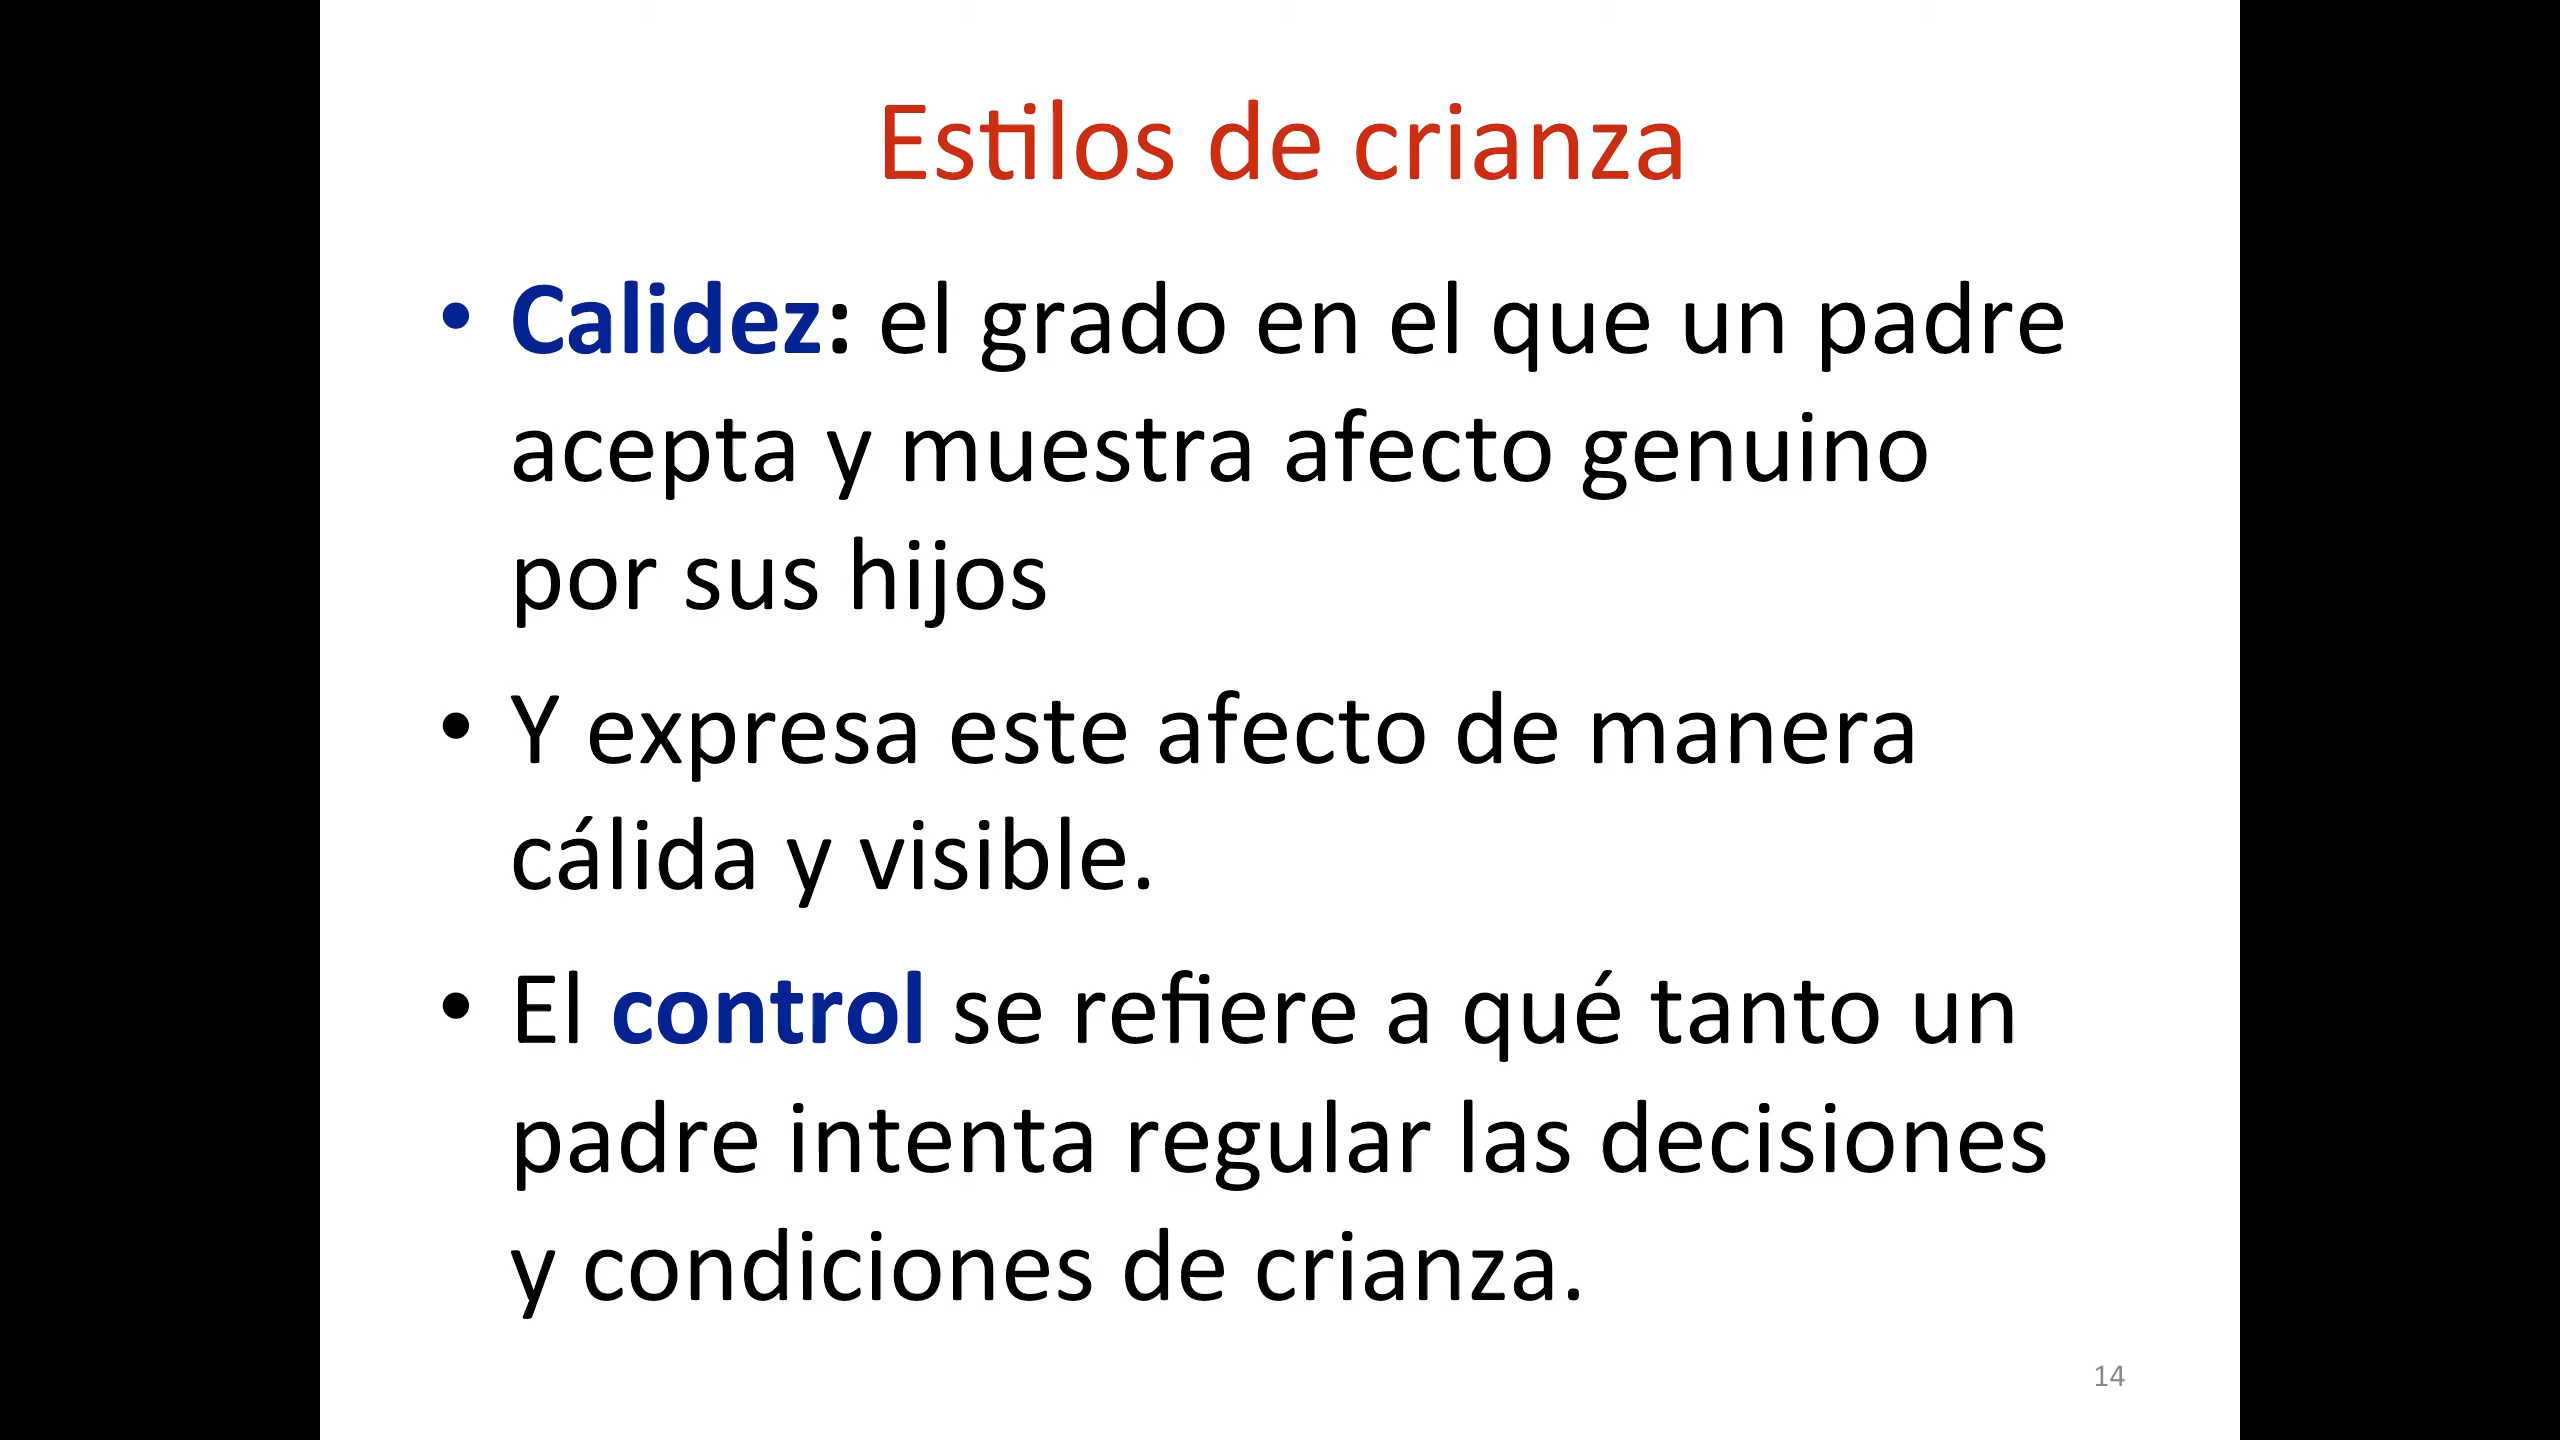 Estilos de crianza
• Calidez: el grado en el que un padre
acepta y muestra afecto genuino
por sus hijos
• Y expresa este afecto de manera
cálida y visible.
• El control se refiere a qué tanto un
padre intenta regular las decisiones
y condiciones de crianza.
14